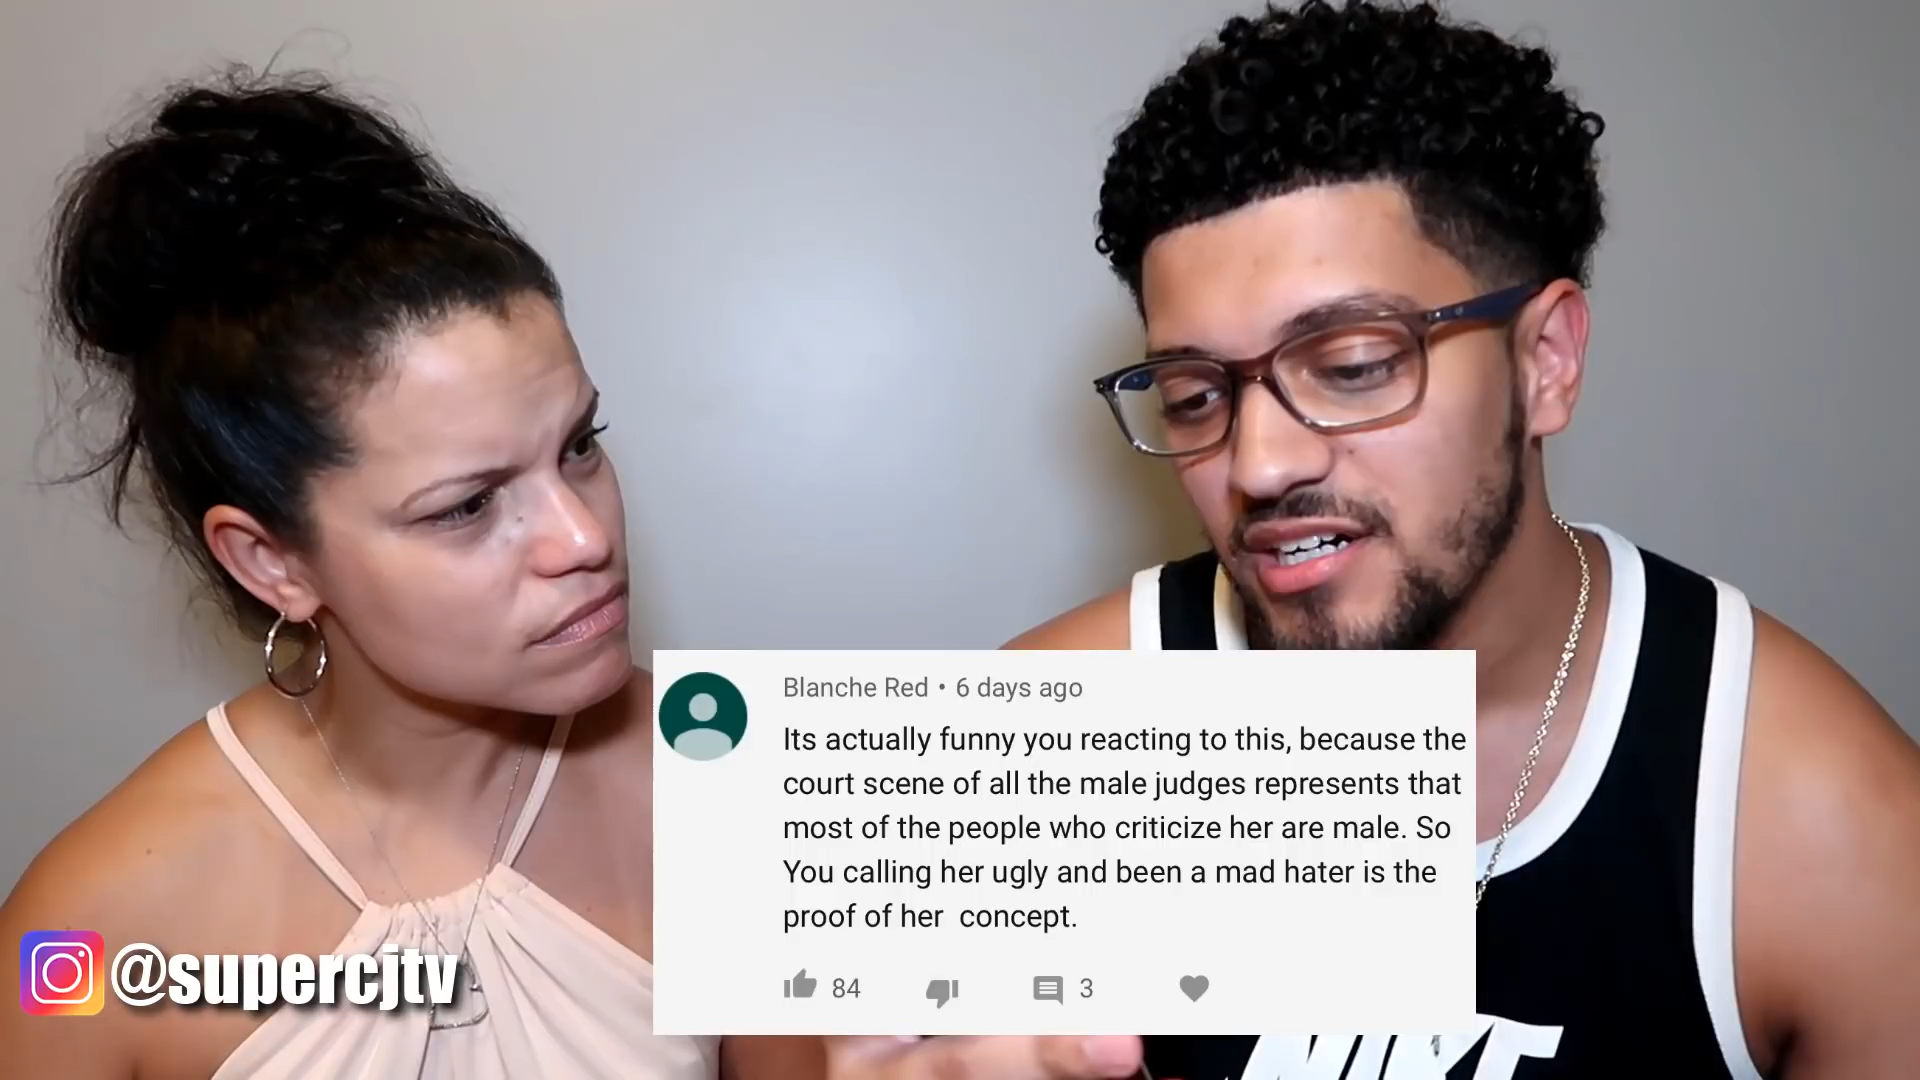 Blanche Red • 6 days ago
Its actually funny you reacting to this, because the
court scene of all the male judges represents that
most of the people who criticize her are male. So
You calling her ugly and been a mad hater is the
proof of her  concept.
84
3
@supercjtv
NIKE